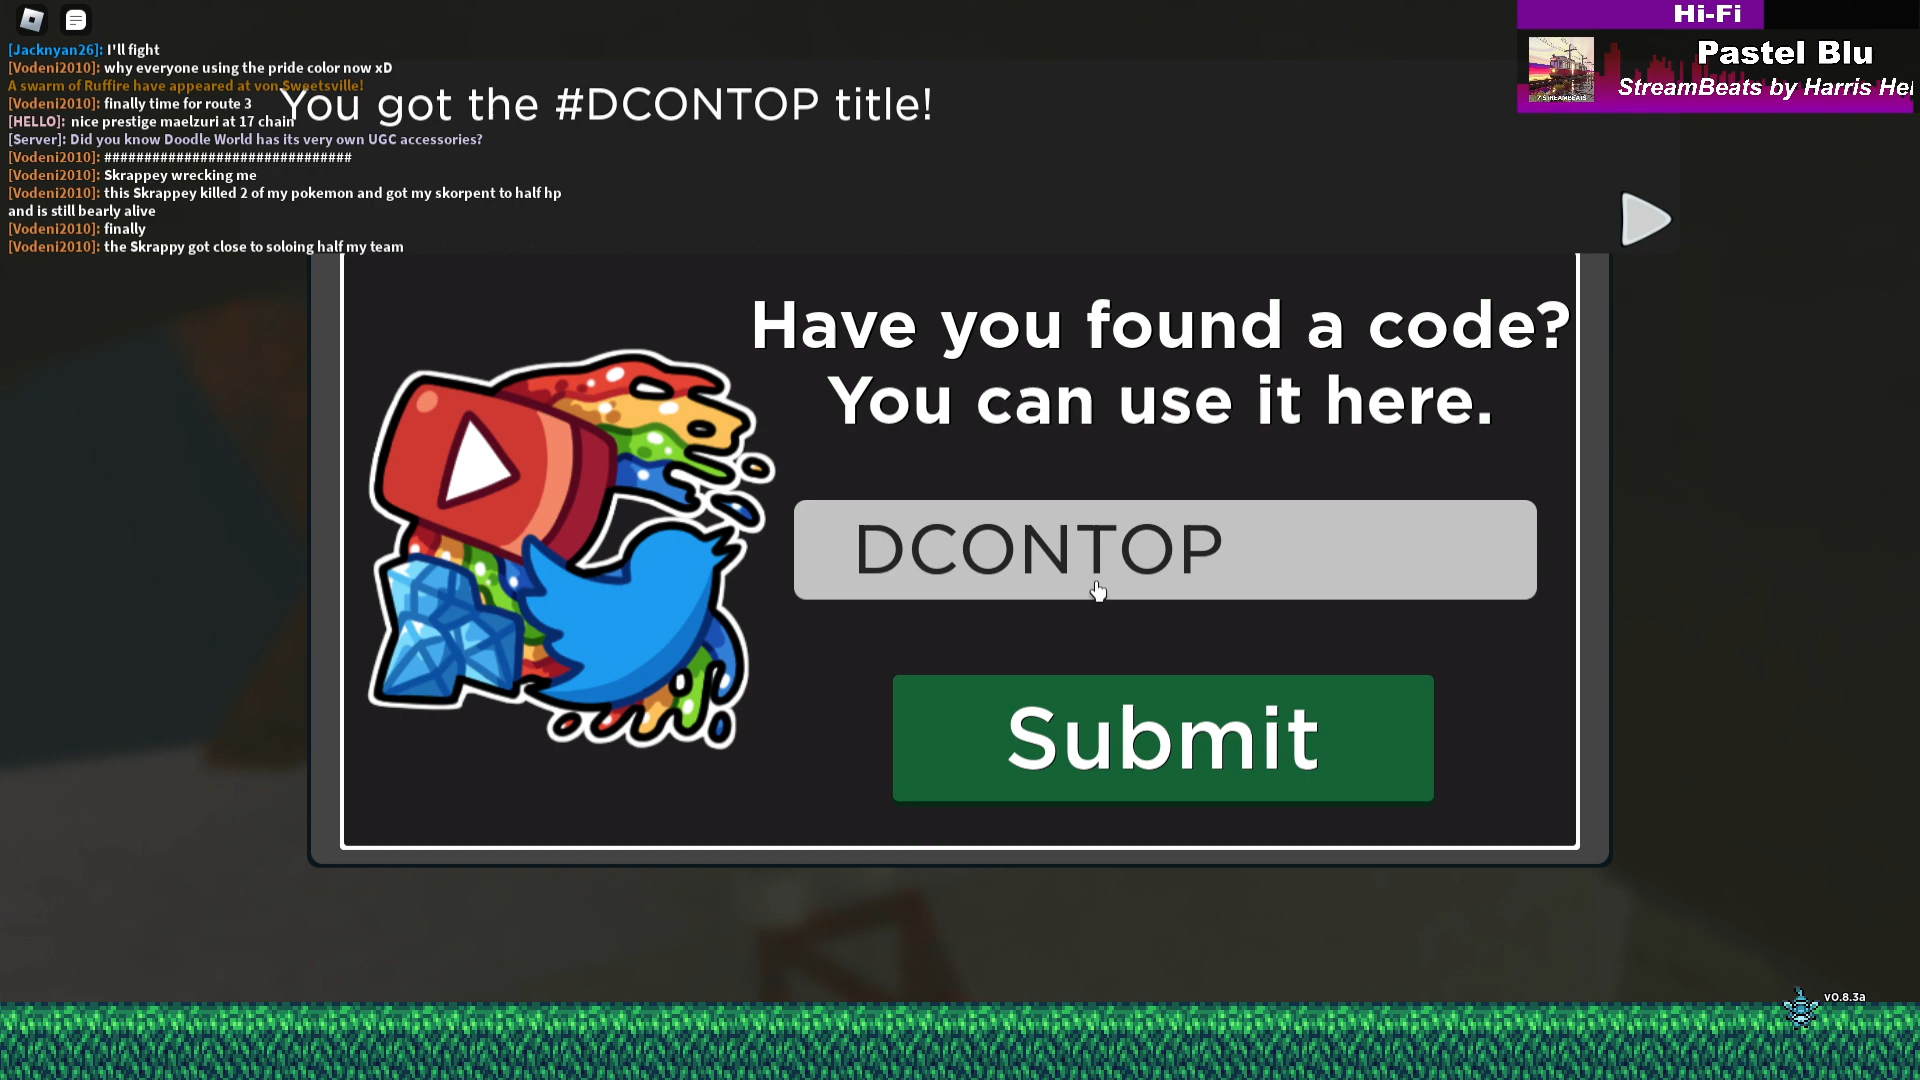 Hi-Fi
Pastel Blu
StreamBeats by Harris Hel
[Jacknyan26]: I'll fight
[Vodeni2010]: why everyone using the pride color now xD
A swarm of Ruffire have appeared at von Sweetsville!
[Vodeni2010]: finally time for route 3
You got the #DCONTOP title!
[HELLO]: nice prestige maelzuri at 17 chain
[Server]: Did you know Doodle World has its very own UGC accessories?
[Vodeni2010]: ###############################
[Vodeni2010]: Skrappey wrecking me
[Vodeni2010]: this Skrappey killed 2 of my pokemon and got my skorpent to half hp
and is still bearly alive
[Vodeni2010]: finally
[Vodeni2010]: the Skrappy got close to soloing half my team
Have you found a code?
You can use it here.
DCONTOP
Submit
v0.8.3a